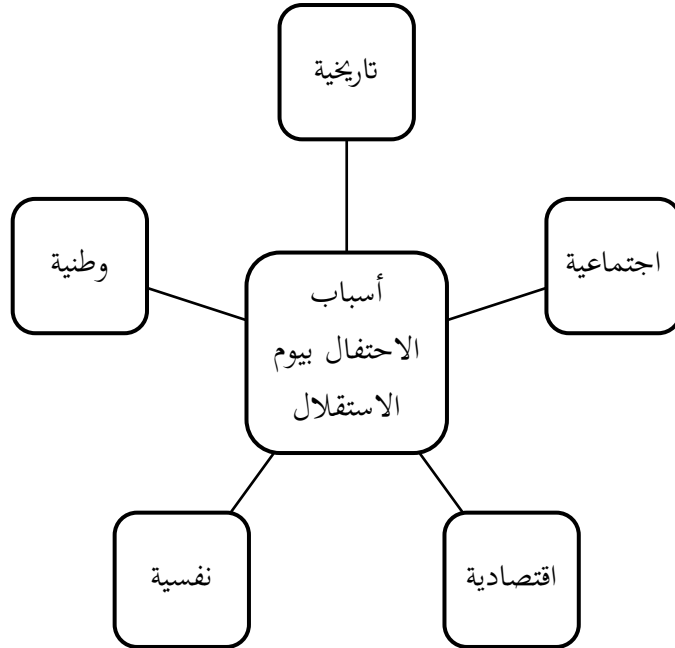 تاريخية
اجتماعية
وطنية
أسباب
الاحتفال بيوم
الاستقلال
اقتصادية
نفسية